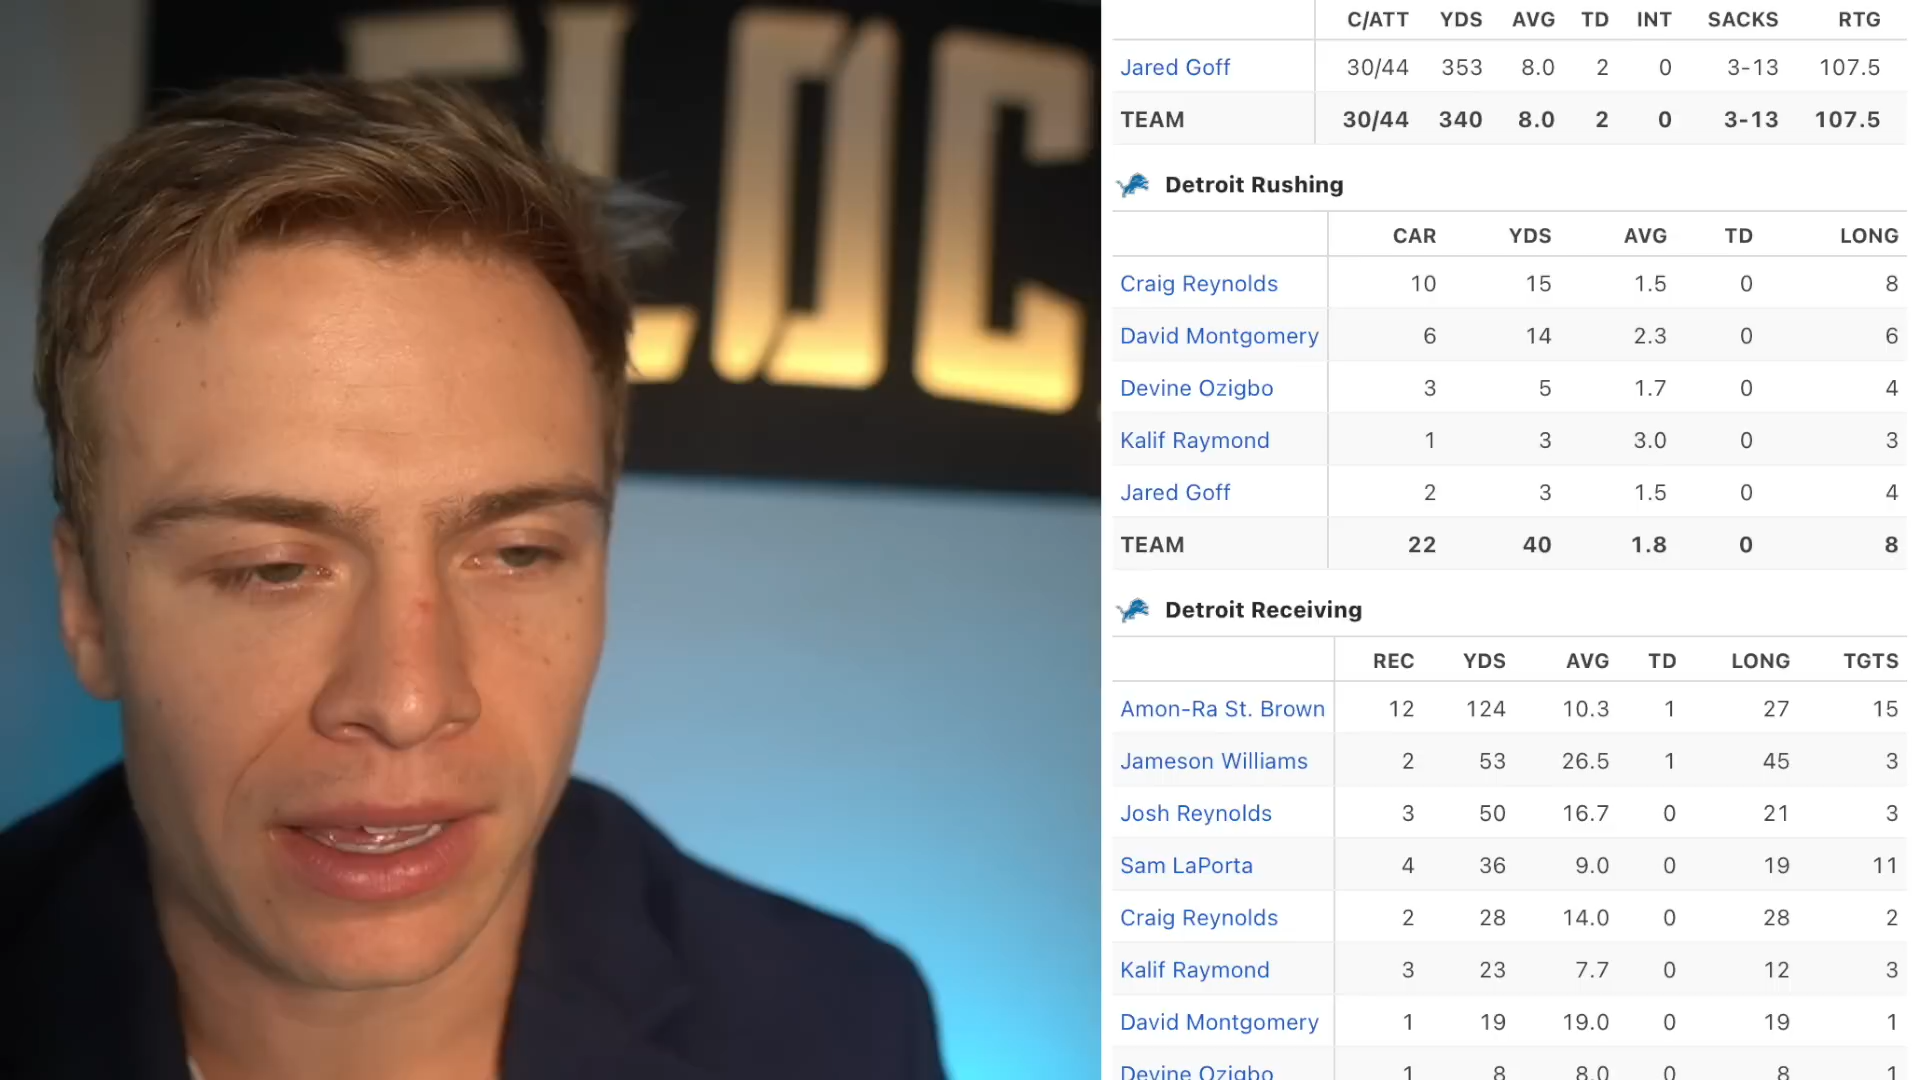 FLOC
C/ATT YDS AVG TD INT SACKS RTG
Jared Goff 30/44 353 8.0 2 0 3-13 107.5
TEAM 30/44 340 8.0 2 0 3-13 107.5
Detroit Rushing
CAR YDS AVG TD LONG
Craig Reynolds 10 15 1.5 0 8
David Montgomery 6 14 2.3 0 6
Devine Ozigbo 3 5 1.7 0 4
Kalif Raymond 1 3 3.0 0 3
Jared Goff 2 3 1.5 0 4
TEAM 22 40 1.8 0 8
Detroit Receiving
REC YDS AVG TD LONG TGTS
Amon-Ra St. Brown 12 124 10.3 1 27 15
Jameson Williams 2 53 26.5 1 45 3
Josh Reynolds 3 50 16.7 0 21 3
Sam LaPorta 4 36 9.0 0 19 11
Craig Reynolds 2 28 14.0 0 28 2
Kalif Raymond 3 23 7.7 0 12 3
David Montgomery 1 19 19.0 0 19 1
Devine Ozigbo 1 8 8.0 0 8 1